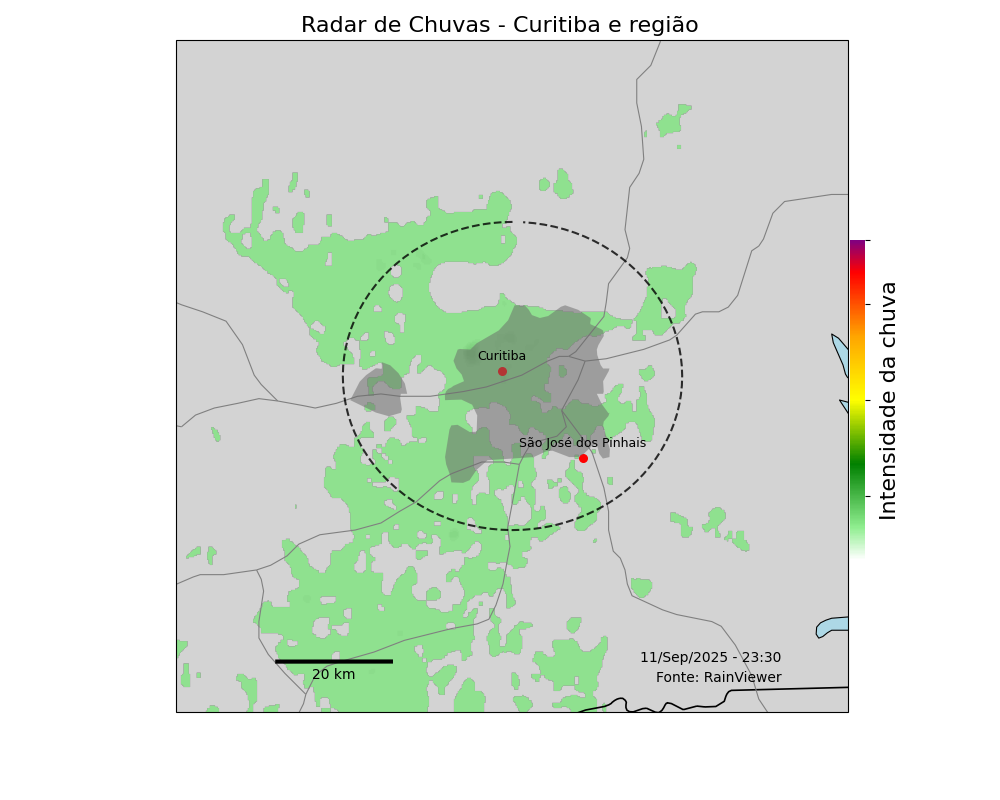 Radar de Chuvas - Curitiba e região
Curitiba
São José dos Pinhais
Intensidade da chuva
11/Sep/2025 - 23:30
Fonte: RainViewer
20 km